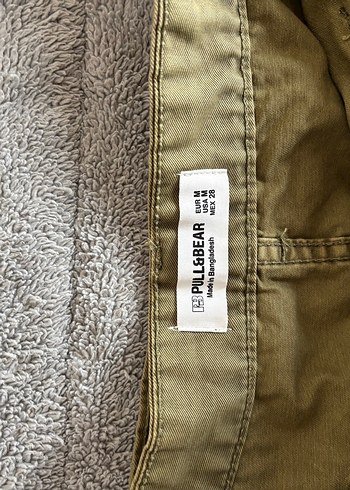 P&B PULL&BEAR
Made in Bangladesh
EUR M
USA M
MEX 28